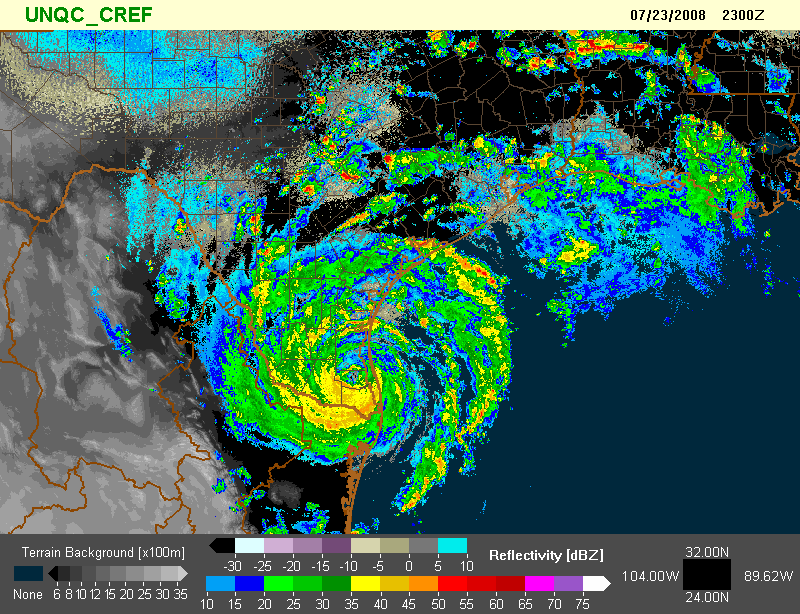 UNQC_CREF 07/23/2008 2300Z
Terrain Background [x100m]
None 6 8 10 12 15 20 25 30 35
-30 -25 -20 -15 -10 -5 0 5 10
Reflectivity [dBZ]
10 15 20 25 30 35 40 45 50 55 60 65 70 75
32.00N
104.00W 89.62W
24.00N